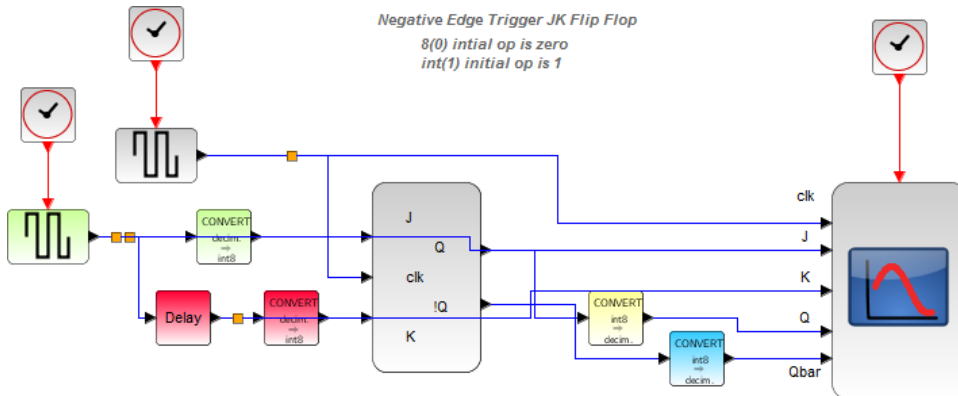 Negative Edge Trigger JK Flip Flop
8(0) intial op is zero
int(1) initial op is 1
clk
J
CONVERT
decim.
int8
J
Q
clk
K
!Q
CONVERT
int8
decim.
Q
Delay
CONVERT
decim.
int8
K
CONVERT
int8
decim.
Qbar